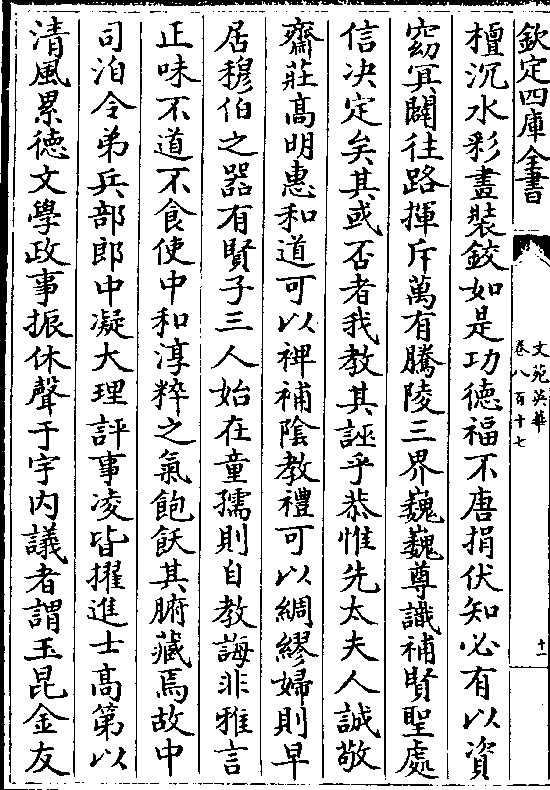 欽定四庫全書
文苑英華
卷八百十七
十一
檀沉水彩畫裝鉸如是功德福不唐捐伏知必有以資
窈冥闢往路揮斥萬有騰陵三界巍巍尊識補賢聖處
信决定矣其或否者我教其誣乎恭惟先太夫人誠敬
齋莊高明惠和道可以裨補陰教禮可以綢繆婦則早
居穆伯之喪有賢子三人始在童孺則自教誨非雅言
正味不道不食使中和淳粹之氣飽飫其腑藏焉故中
司洎令弟兵部郎中凝大理評事凌皆擢進士高第以
清風累德文學政事振休聲于宇内議者謂玉昆金友